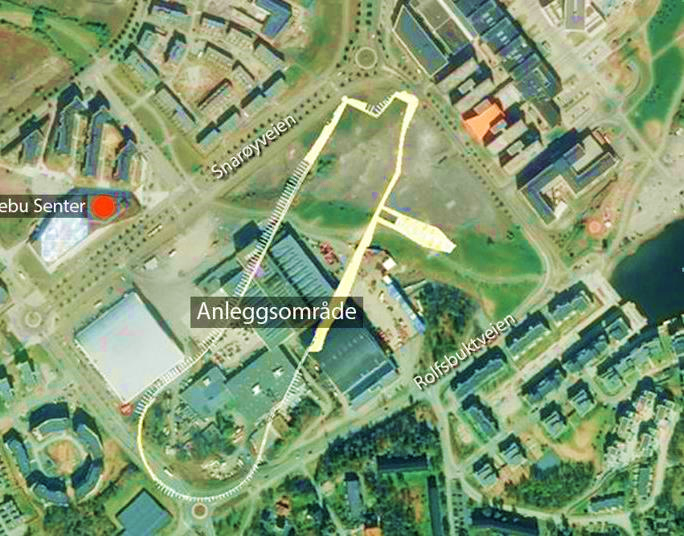 Snarøyveien
ebu Senter
Anleggsområde
Rolfsbuktveien